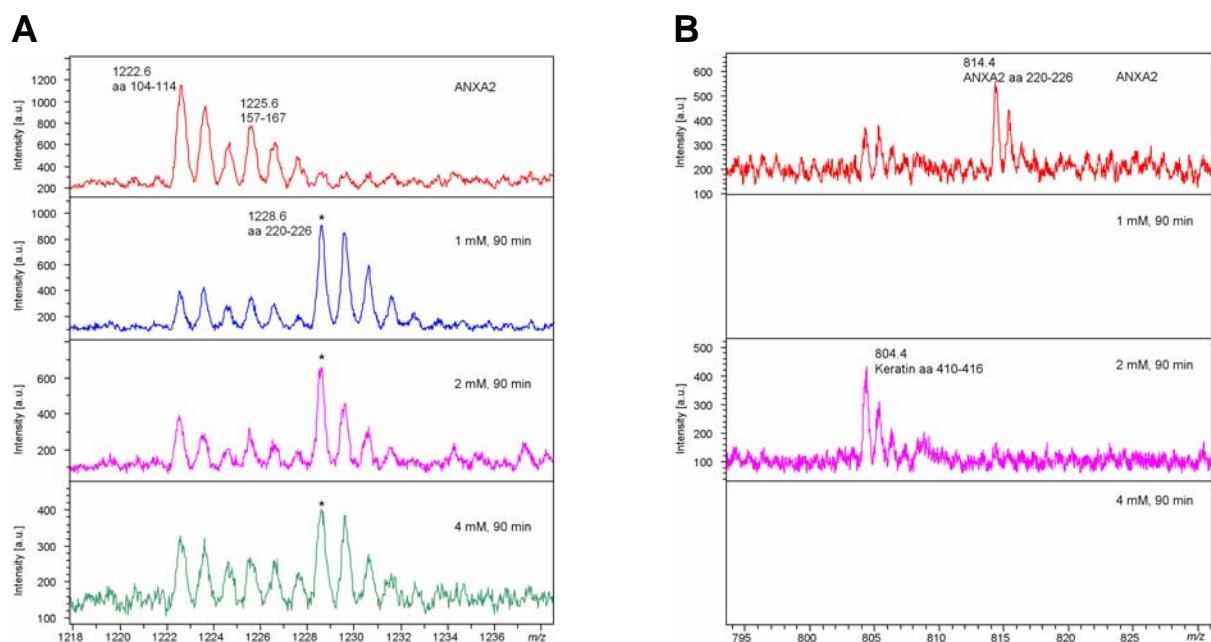 A
1222.6
aa 104-114
ANXA2
1225.6
157-167
Intensity [a.u.]
1200
1000
800
600
400
200
1228.6
aa 220-226
*
1 mM, 90 min
Intensity [a.u.]
1000
800
600
400
200
*
2 mM, 90 min
Intensity [a.u.]
600
400
200
*
4 mM, 90 min
Intensity [a.u.]
400
300
200
100
1218 1220 1222 1224 1226 1228 1230 1232 1234 1236 m/z
B
814.4
ANXA2 aa 220-226
ANXA2
Intensity [a.u.]
600
500
400
300
200
100
1 mM, 90 min
804.4
Keratin aa 410-416
2 mM, 90 min
Intensity [a.u.]
500
400
300
200
100
4 mM, 90 min
795 800 805 810 815 820 825 m/z